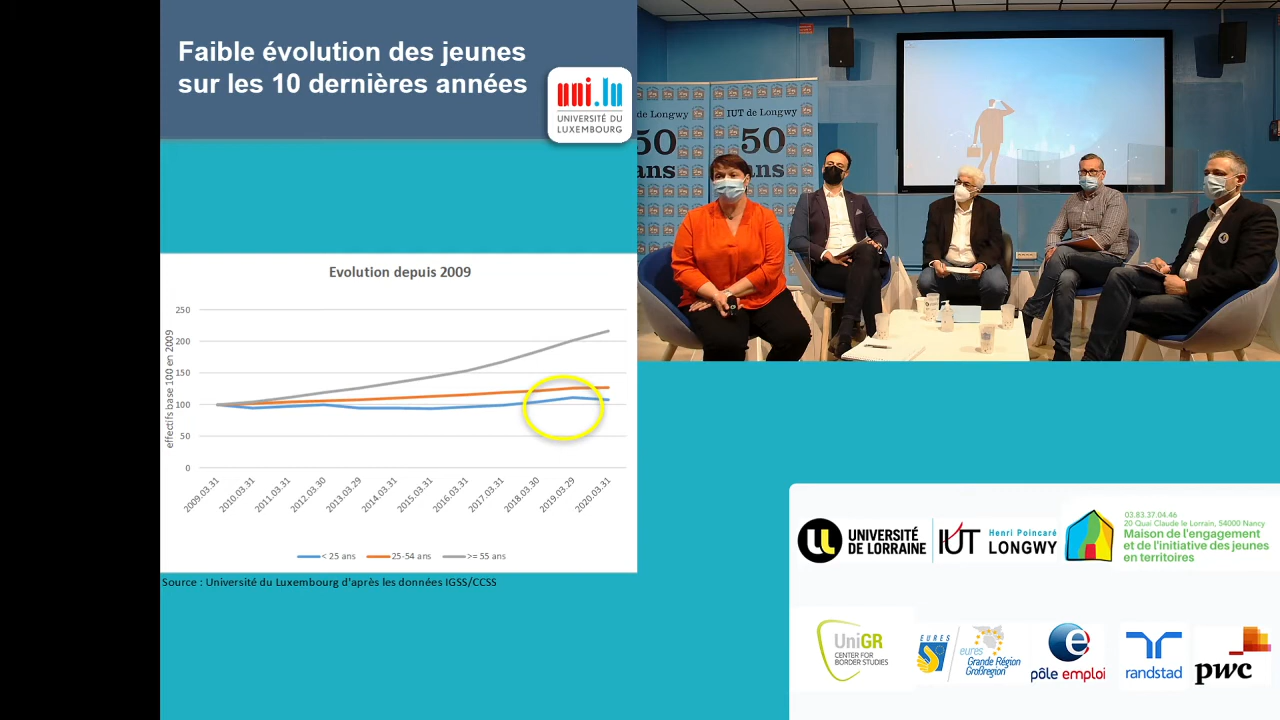 Faible évolution des jeunes
sur les 10 dernières années
uni.lu
UNIVERSITÉ DU
LUXEMBOURG
Evolution depuis 2009
effectifs base 100 en 2009
250
200
150
100
50
0
2009.03.31
2010.03.31
2011.03.31
2012.03.30
2013.03.29
2014.03.31
2015.03.31
2016.03.31
2017.03.31
2018.03.30
2019.03.29
2020.03.31
< 25 ans
25-54 ans
>= 55 ans
Source : Université du Luxembourg d'après les données IGSS/CCSS
de Longwy
50
ans
IUT de Longwy
50
ans
UL
UNIVERSITÉ
DE LORRAINE
IUT
Henri Poincaré
LONGWY
03.83.37.04.46
20 Quai Claude le Lorrain, 54000 Nancy
Maison de l'engagement
et de l'initiative des jeunes
en territoires
UniGR
CENTER FOR
BORDER STUDIES
EURES
eures
Grande Région
Großregion
pôle emploi
randstad
pwc